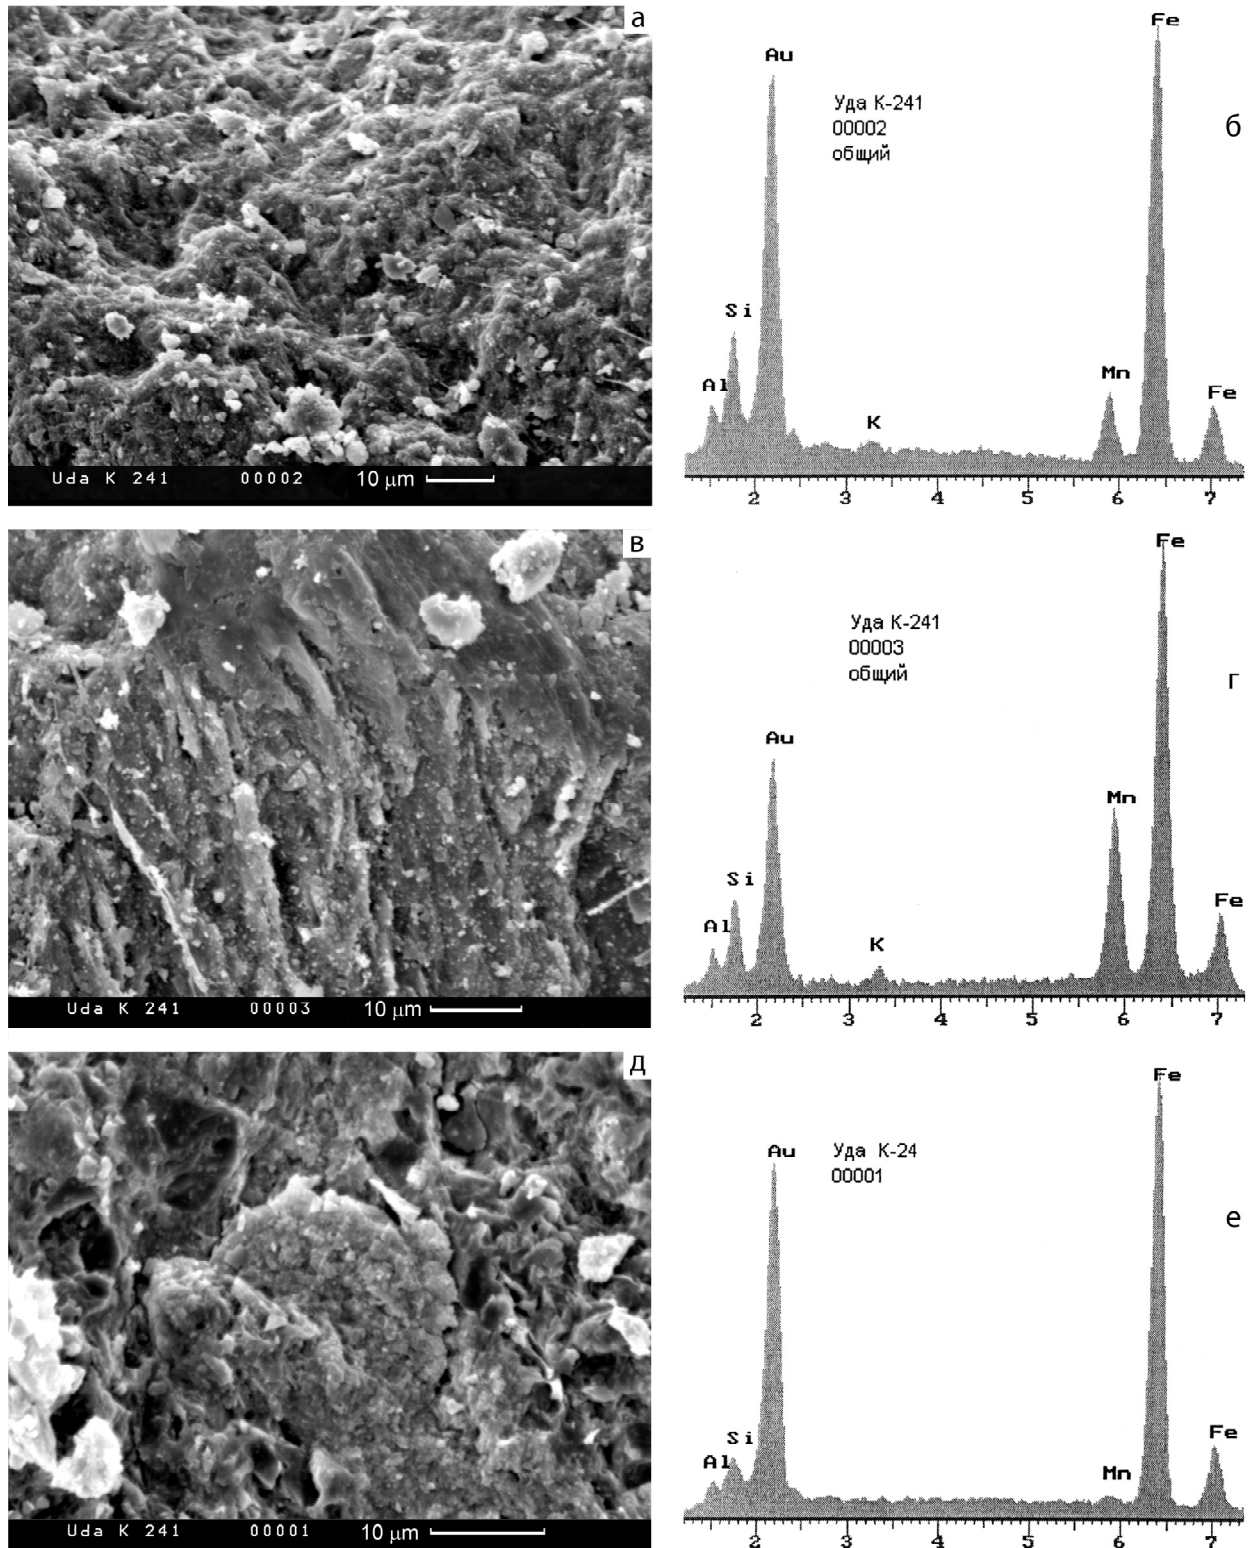 а
Uda K 241 00002 10 µm
Fe
Au
Уда К-241
00002
общий
б
Si
Al
K
Mn
Fe
2 3 4 5 6 7
в
Uda K 241 00003 10 µm
Fe
Уда К-241
00003
общий
г
Au
Mn
Si
Al
K
Fe
2 3 4 5 6 7
д
Uda K 241 00001 10 µm
Fe
Au
Уда К-24
00001
е
Si
Al
Mn
Fe
2 3 4 5 6 7